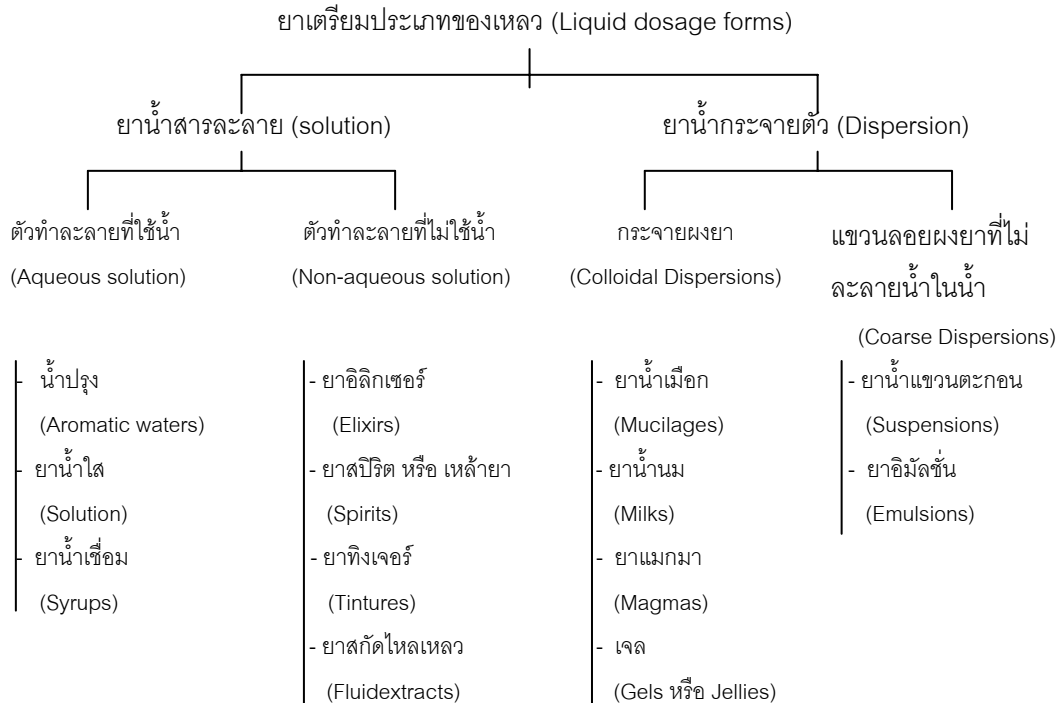 ยาเตรียมประเภทของเหลว (Liquid dosage forms)
ยาน้ำสารละลาย (solution)
ยาน้ำกระจายตัว (Dispersion)
ตัวทำละลายที่ใช้น้ำ
(Aqueous solution)
- น้ำปรุง
(Aromatic waters)
- ยาน้ำใส
(Solution)
- ยาน้ำเชื่อม
(Syrups)
ตัวทำละลายที่ไม่ใช้น้ำ
(Non-aqueous solution)
- ยาอิลิกเซอร์
(Elixirs)
- ยาสปิริต หรือ เหล้ายา
(Spirits)
- ยาทิงเจอร์
(Tintures)
- ยาสกัดไหลเหลว
(Fluidextracts)
กระจายผงยา
(Colloidal Dispersions)
- ยาน้ำเมือก
(Mucilages)
- ยาน้ำนม
(Milks)
- ยาแมกมา
(Magmas)
- เจล
(Gels หรือ Jellies)
แขวนลอยผงยาที่ไม่
ละลายน้ำในน้ำ
(Coarse Dispersions)
- ยาน้ำแขวนตะกอน
(Suspensions)
- ยาอิมัลชั่น
(Emulsions)